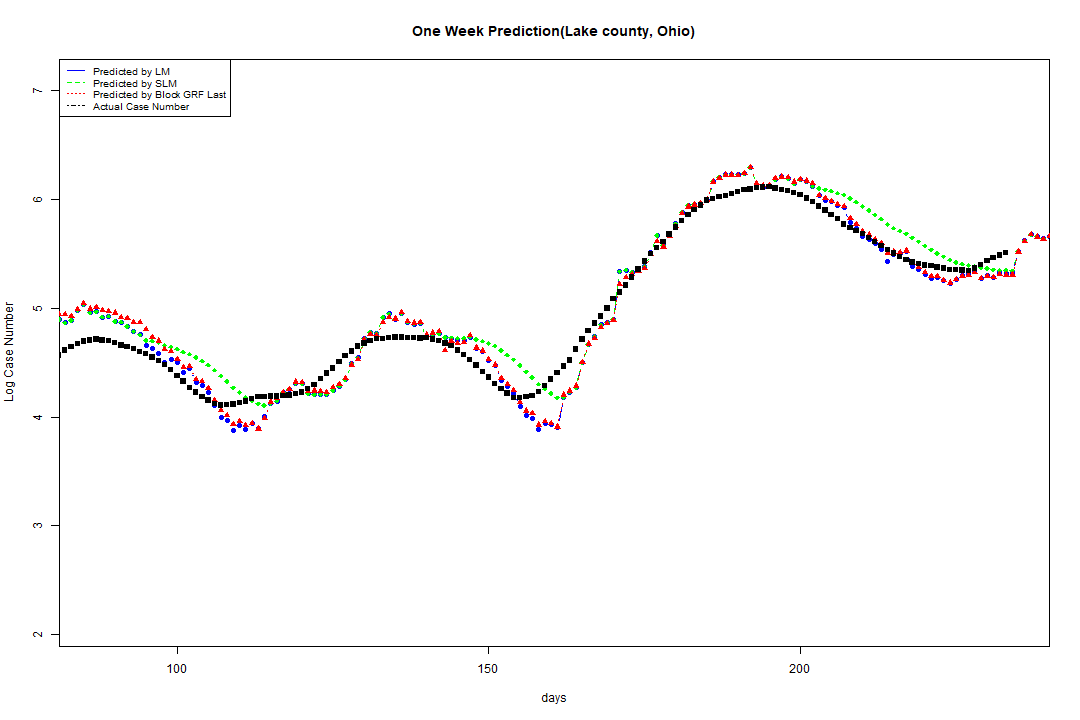 One Week Prediction(Lake county, Ohio)
Predicted by LM
Predicted by SLM
Predicted by Block GRF Last
Actual Case Number
7
6
5
4
3
2
Log Case Number
100 150 200
days